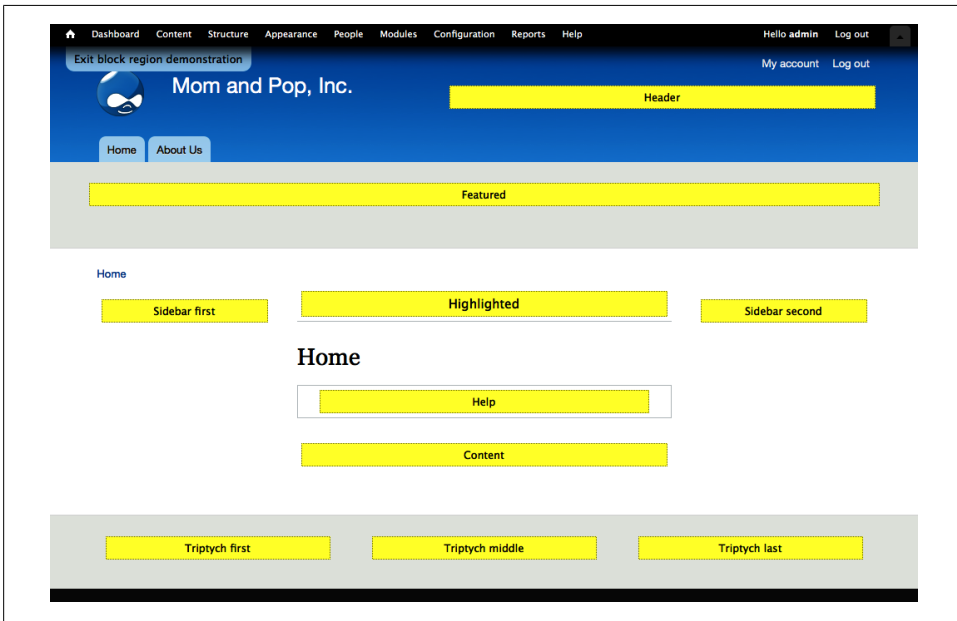 Dashboard Content Structure Appearance People Modules Configuration Reports Help Hello admin Log out
Exit block region demonstration
My account Log out
Mom and Pop, Inc.
Header
Home About Us
Featured
Home
Sidebar first Highlighted Sidebar second
Home
Help
Content
Triptych first Triptych middle Triptych last